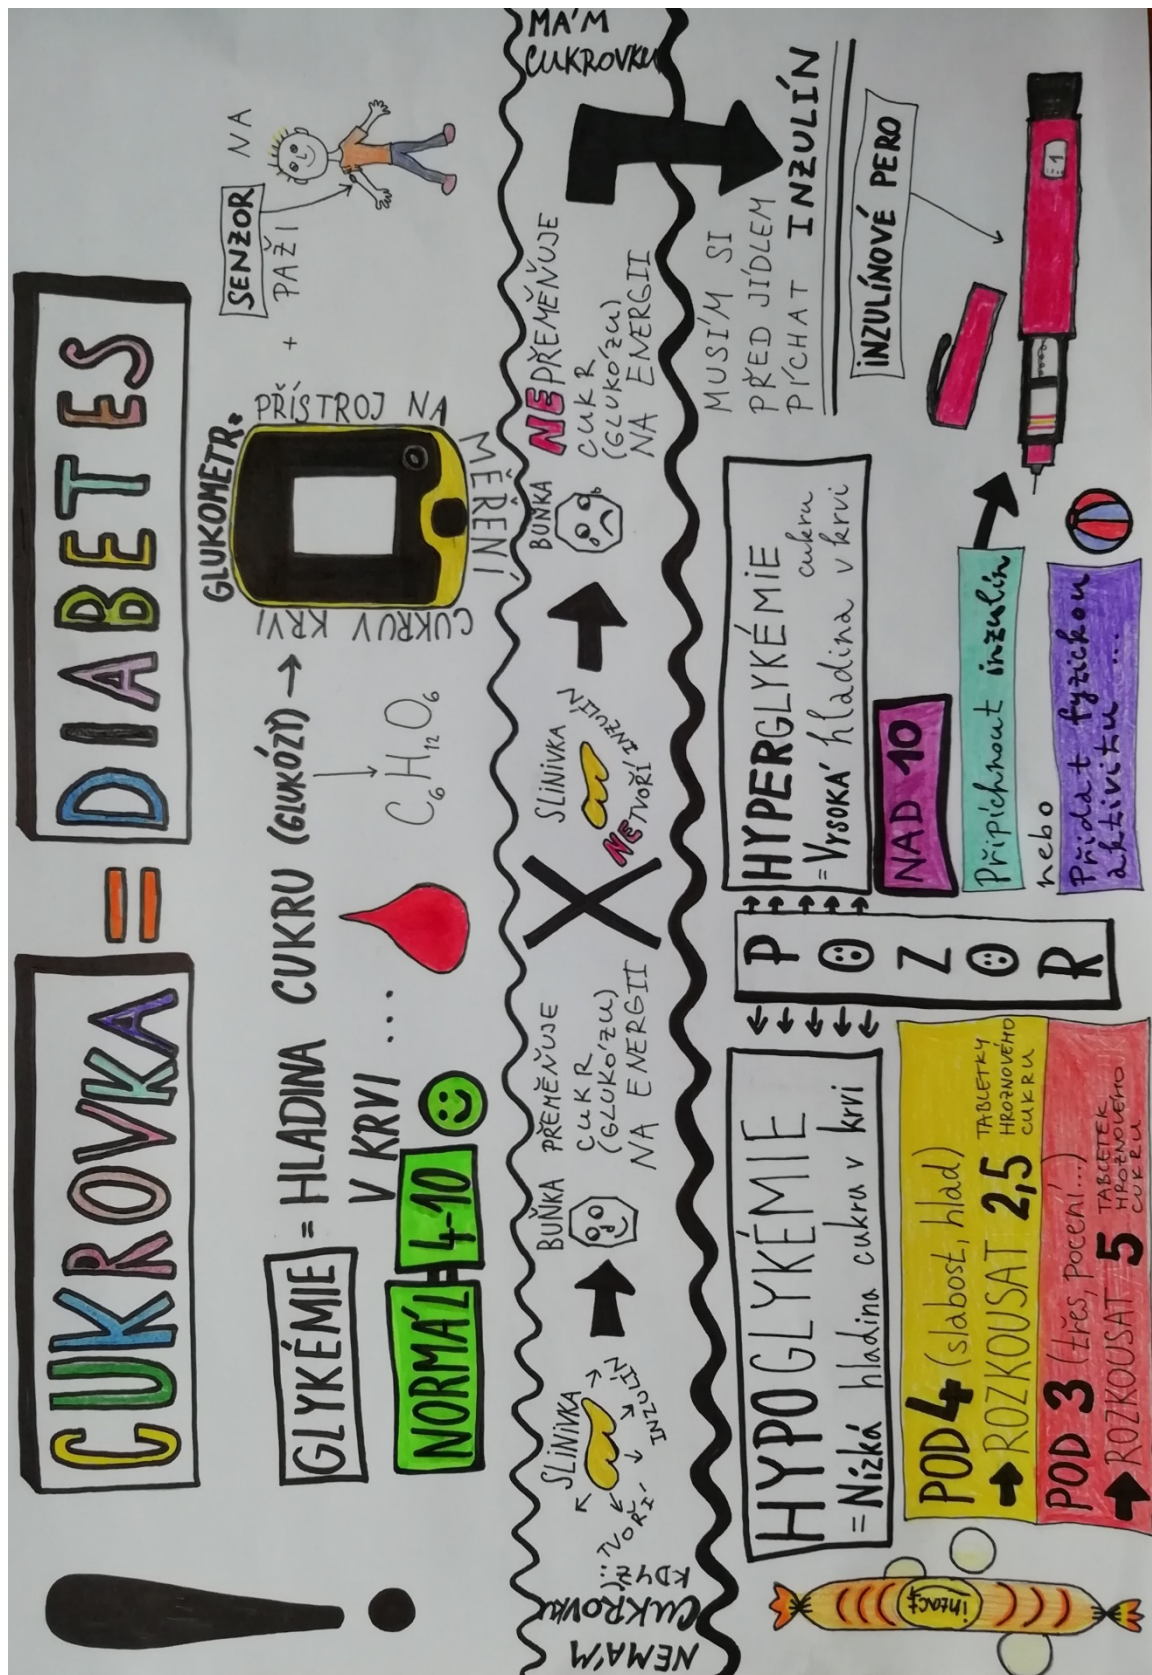 CUKROVKA = DIABETES
GLYKÉMIE = HLADINA CUKRU (GLUKÓZY) →
V KRVI ....
C6H12O6
NORMÁL = 4-10
GLUKOMETR =
PŘÍSTROJ NA
MĚŘENÍ
CUKRU V KRVI
+
SENZOR NA
PAŽI
KDYŽ...
NEMÁM
CUKROVKU
SLINIVKA
TVOŘÍ
INZULÍN
BUŇKA PŘEMĚŇUJE
CUKR
(GLUKÓZU)
NA ENERGII
SLINIVKA
NETVOŘÍ INZULÍN
BUŇKA
NEPŘEMĚŇUJE
CUKR
(GLUKÓZU)
NA ENERGII
MÁM
CUKROVKU
MUSÍM SI
PŘED JÍDLEM
PÍCHAT INZULÍN
INZULÍNOVÉ PERO
:1
HYPOGLYKÉMIE
= Nízká hladina cukru v krvi
POD 4 (slabost, hlad)
→ ROZKOUSAT 2,5 TABLETKY
HROZNOVÉHO
CUKRU
POD 3 (třes, pocení...)
→ ROZKOUSAT 5 TABLETEK
HROZNOVÉHO
CUKRU
intact
POZOR
HYPERGLYKÉMIE
= Vysoká hladina cukru v krvi
NAD 10
Připíchnout inzulín
nebo
Přidat fyzickou
aktivitu ...